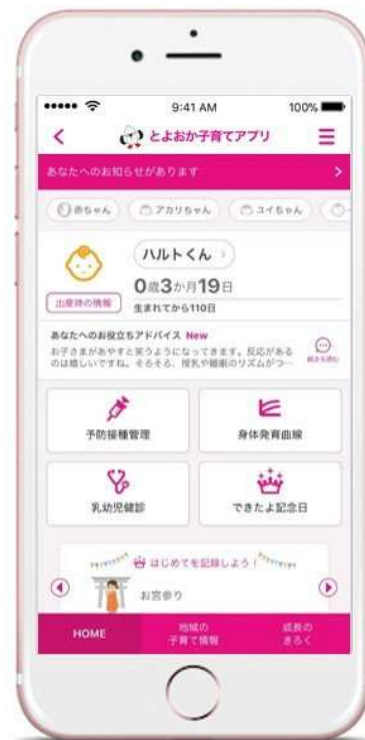 9:41 AM
100%
とよおか子育てアプリ
あなたへのお知らせがあります
赤ちゃん
アカリちゃん
ユイちゃん
ハルトくん
0歳3か月19日
出産時の情報
生まれてから110日
あなたへのお役立ちアドバイス New
お子さまがあやすと笑うようになってきます。反応がある
のは嬉しいですね。そろそろ、授乳や睡眠のリズムがつ…
続きを読む
予防接種管理
身体発育曲線
乳幼児健診
できたよ記念日
はじめてを記録しよう!
お宮参り
HOME
地域の
子育て情報
成長の
きろく